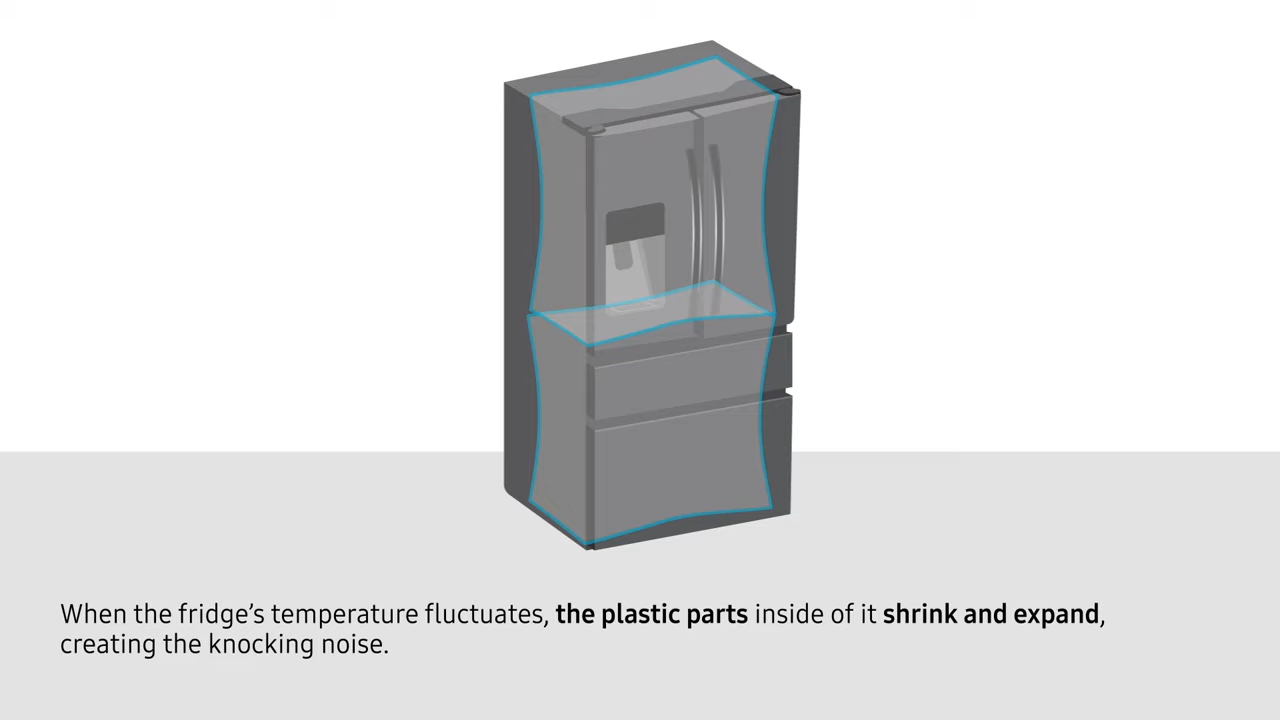 When the fridge’s temperature fluctuates, the plastic parts inside of it shrink and expand,
creating the knocking noise.